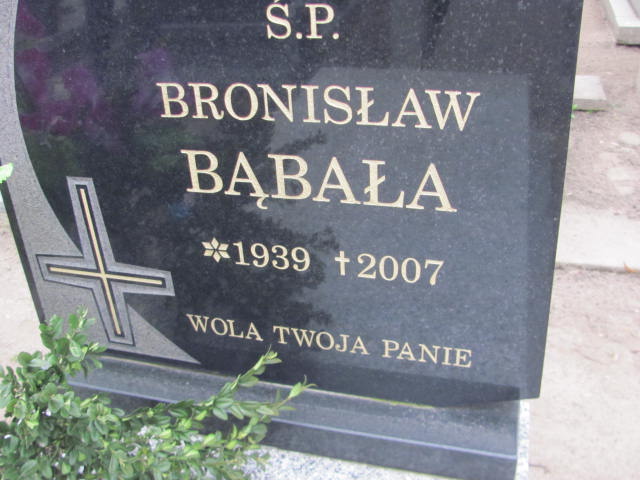 Ś.P.
BRONISŁAW
BĄBAŁA
*1939 †2007
WOLA TWOJA PANIE